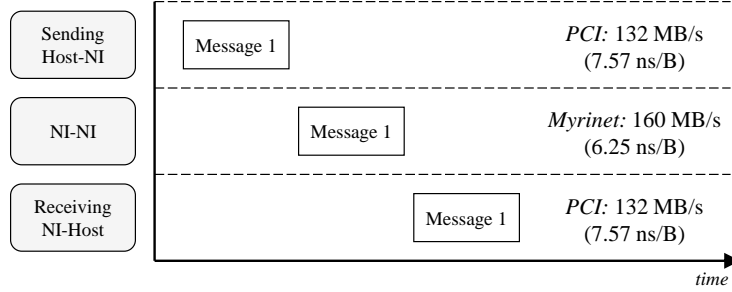 Sending
Host-NI
Message 1
PCI: 132 MB/s
(7.57 ns/B)
NI-NI
Message 1
Myrinet: 160 MB/s
(6.25 ns/B)
Receiving
NI-Host
Message 1
PCI: 132 MB/s
(7.57 ns/B)
time